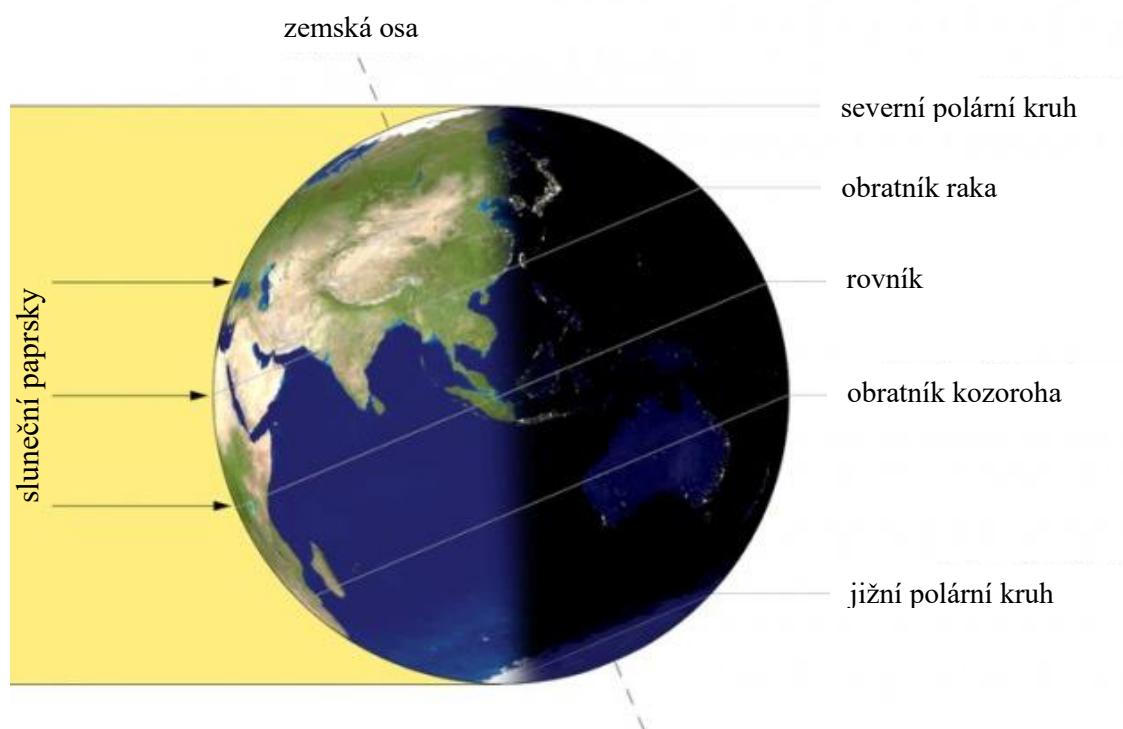 zemská osa
severní polární kruh
obratník raka
rovník
obratník kozoroha
jižní polární kruh
sluneční paprsky